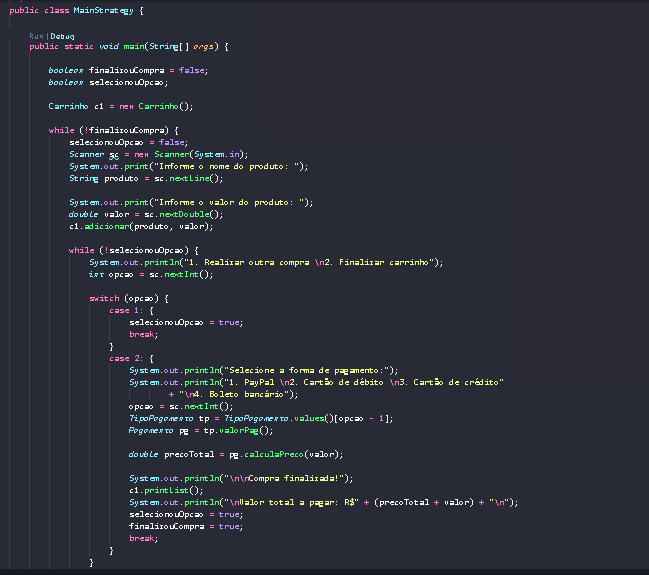 public class MainStrategy {
Run | Debug
public static void main(String[] args) {
boolean finalizouCompra = false;
boolean selecionouOpcao;
Carrinho c1 = new Carrinho();
while (!finalizouCompra) {
selecionouOpcao = false;
Scanner sc = new Scanner(System.in);
System.out.print("Informe o nome do produto: ");
String produto = sc.nextLine();
System.out.print("Informe o valor do produto: ");
double valor = sc.nextDouble();
c1.adicionar(produto, valor);
while (!selecionouOpcao) {
System.out.println("1. Realizar outra compra \n2. Finalizar carrinho");
int opcao = sc.nextInt();
switch (opcao) {
case 1: {
selecionouOpcao = true;
break;
}
case 2: {
System.out.println("Selecione a forma de pagamento:");
System.out.println("1. PayPal \n2. Cartão de débito \n3. Cartão de crédito"
+ "\n4. Boleto bancário");
opcao = sc.nextInt();
TipoPagamento tp = TipoPagamento.values()[opcao - 1];
Pagamento pg = tp.valorPag();
double precoTotal = pg.calculaPreco(valor);
System.out.println("\n\nCompra finalizada!");
c1.printList();
System.out.println("\nValor total a pagar: R$" + (precoTotal + valor) + "\n");
selecionouOpcao = true;
finalizouCompra = true;
break;
}
}